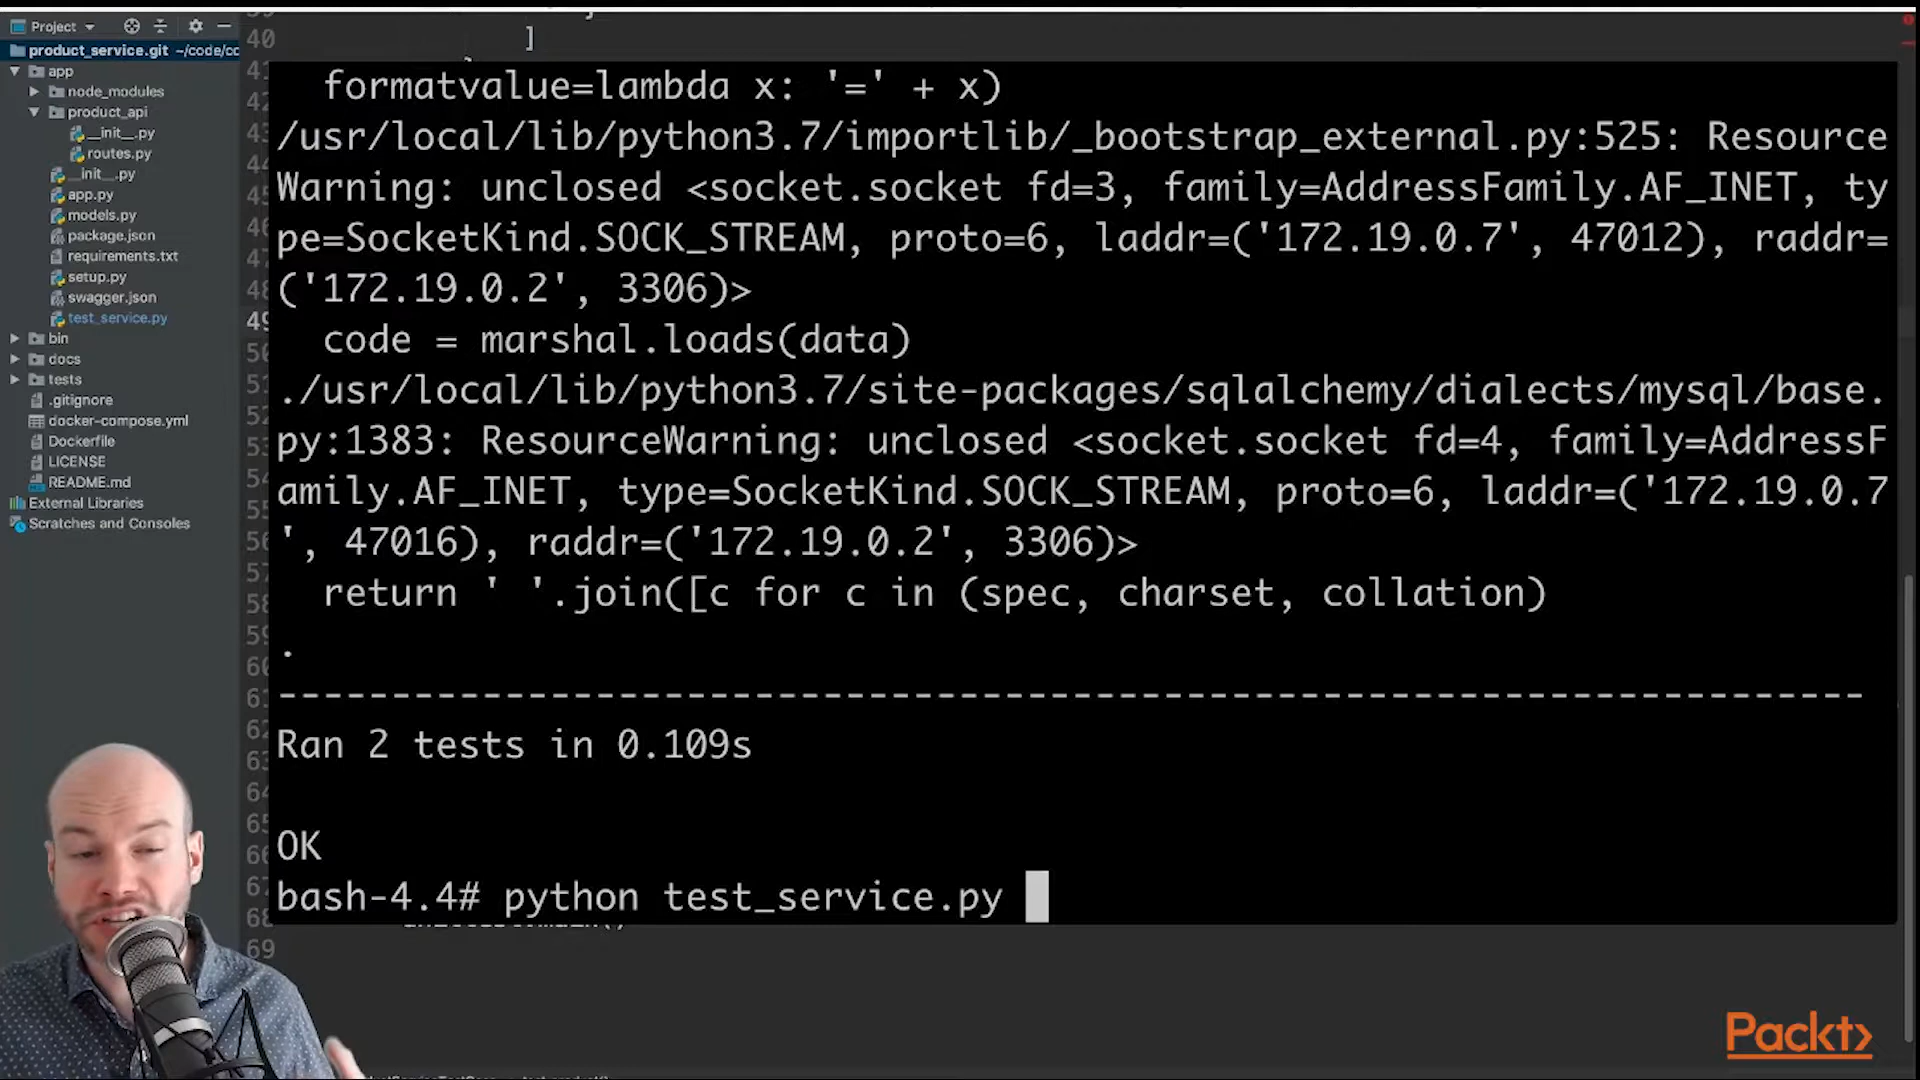 Project
product_service.git ~/code/cc
app
node_modules
product_api
__init__.py
routes.py
__init__.py
app.py
models.py
package.json
requirements.txt
setup.py
swagger.json
test_service.py
bin
docs
tests
.gitignore
docker-compose.yml
Dockerfile
LICENSE
README.md
External Libraries
Scratches and Consoles
40 ]
formatvalue=lambda x: '=' + x)
/usr/local/lib/python3.7/importlib/_bootstrap_external.py:525: Resource
Warning: unclosed <socket.socket fd=3, family=AddressFamily.AF_INET, ty
pe=SocketKind.SOCK_STREAM, proto=6, laddr=('172.19.0.7', 47012), raddr=
('172.19.0.2', 3306)>
code = marshal.loads(data)
./usr/local/lib/python3.7/site-packages/sqlalchemy/dialects/mysql/base.
py:1383: ResourceWarning: unclosed <socket.socket fd=4, family=AddressF
amily.AF_INET, type=SocketKind.SOCK_STREAM, proto=6, laddr=('172.19.0.7
', 47016), raddr=('172.19.0.2', 3306)>
return ' '.join([c for c in (spec, charset, collation)
.
----------------------------------------------------------------------
Ran 2 tests in 0.109s
OK
bash-4.4# python test_service.py
69
Packt>